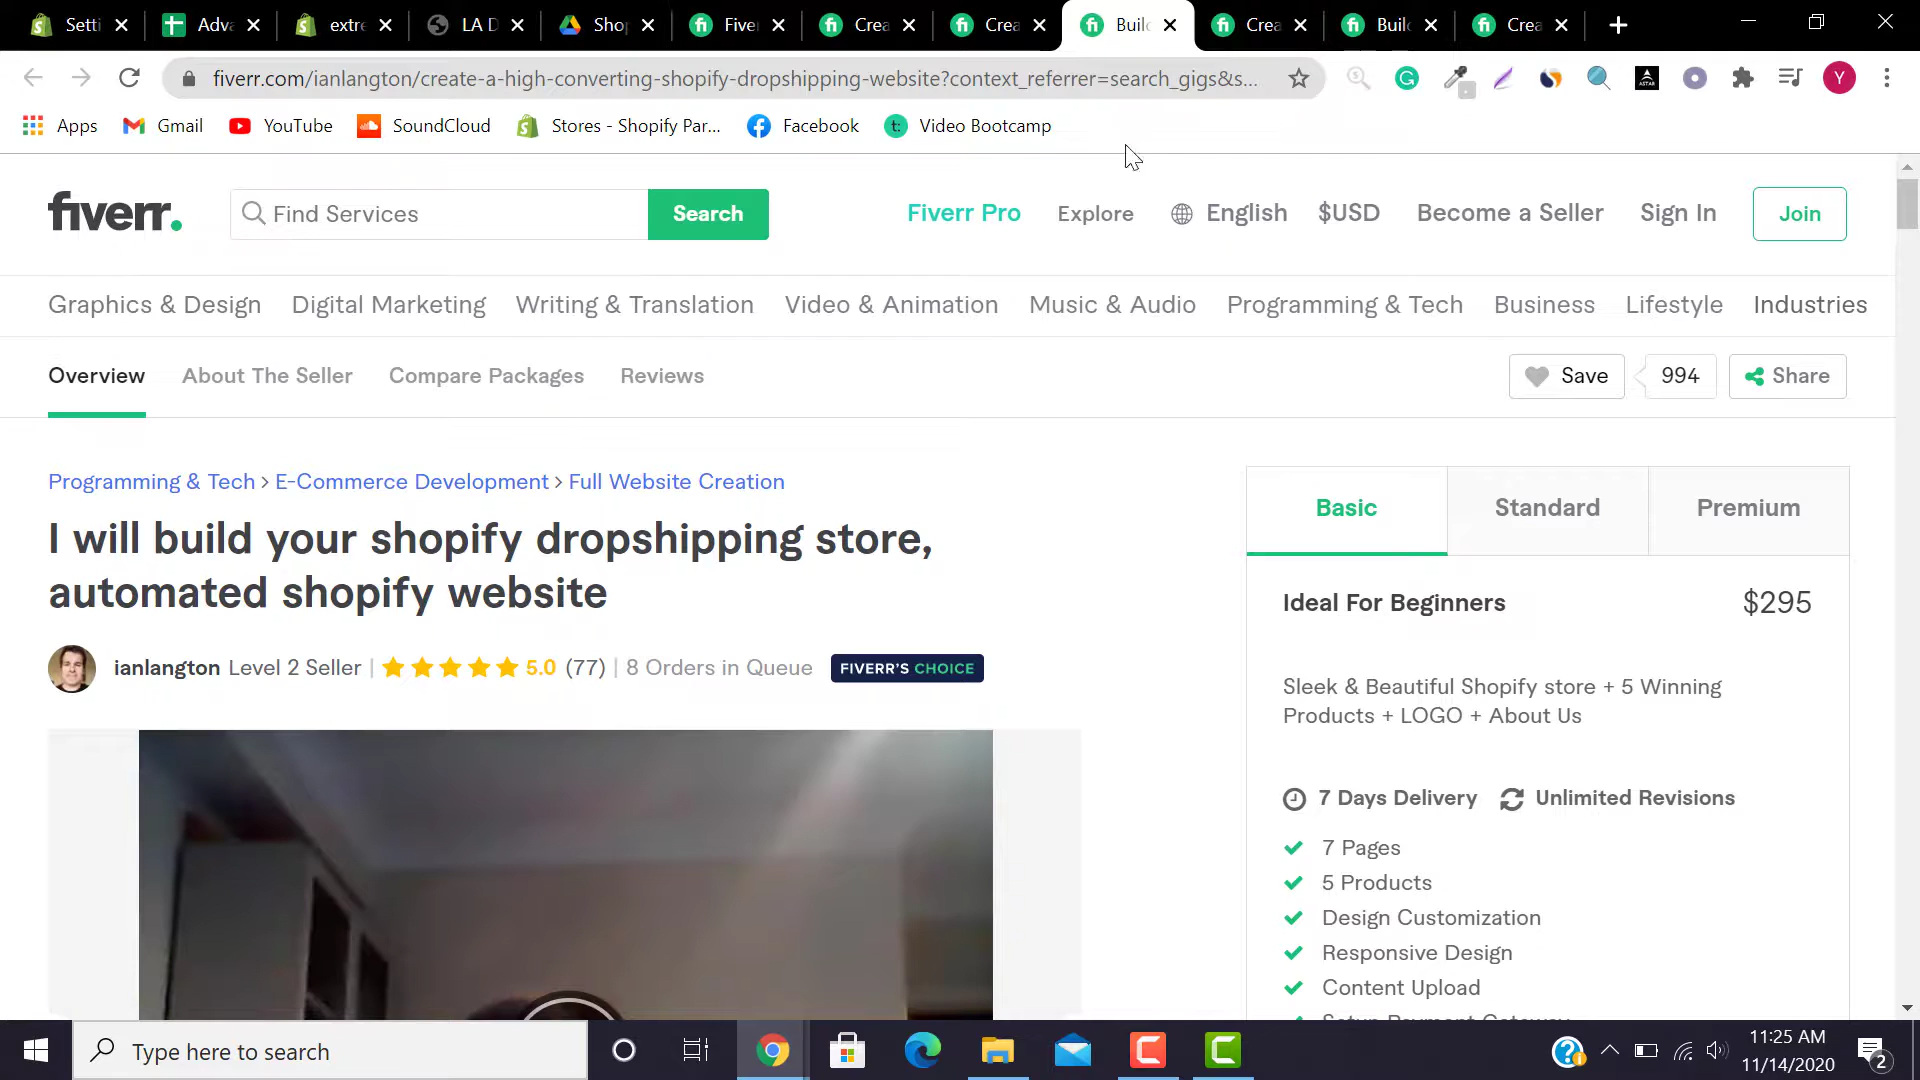 Setti
Adva
extre
LA D
Shop
Fiver
Crea
Crea
Build
Crea
Build
Crea
fiverr.com/ianlangton/create-a-high-converting-shopify-dropshipping-website?context_referrer=search_gigs&s...
Y
Apps
Gmail
YouTube
SoundCloud
Stores - Shopify Par...
Facebook
Video Bootcamp
fiverr.
Find Services
Search
Fiverr Pro
Explore
English
$USD
Become a Seller
Sign In
Join
Graphics & Design
Digital Marketing
Writing & Translation
Video & Animation
Music & Audio
Programming & Tech
Business
Lifestyle
Industries
Overview
About The Seller
Compare Packages
Reviews
Save
994
Share
Programming & Tech > E-Commerce Development > Full Website Creation
I will build your shopify dropshipping store,
automated shopify website
ianlangton Level 2 Seller | 5.0 (77) | 8 Orders in Queue
FIVERR'S CHOICE
Basic
Standard
Premium
Ideal For Beginners
$295
Sleek & Beautiful Shopify store + 5 Winning
Products + LOGO + About Us
7 Days Delivery
Unlimited Revisions
7 Pages
5 Products
Design Customization
Responsive Design
Content Upload
Setup Payment Gateway
Type here to search
11:25 AM
11/14/2020
2